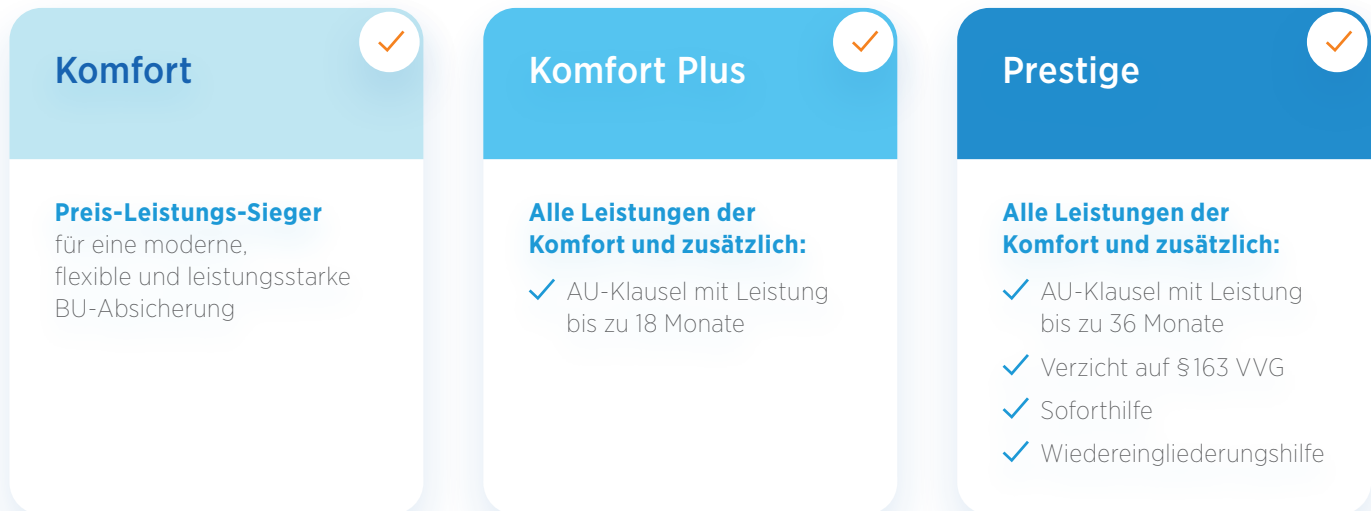 Komfort
Preis-Leistungs-Sieger
für eine moderne,
flexible und leistungsstarke
BU-Absicherung
Komfort Plus
Alle Leistungen der
Komfort und zusätzlich:
AU-Klausel mit Leistung
bis zu 18 Monate
Prestige
Alle Leistungen der
Komfort und zusätzlich:
AU-Klausel mit Leistung
bis zu 36 Monate
Verzicht auf § 163 VVG
Soforthilfe
Wiedereingliederungshilfe